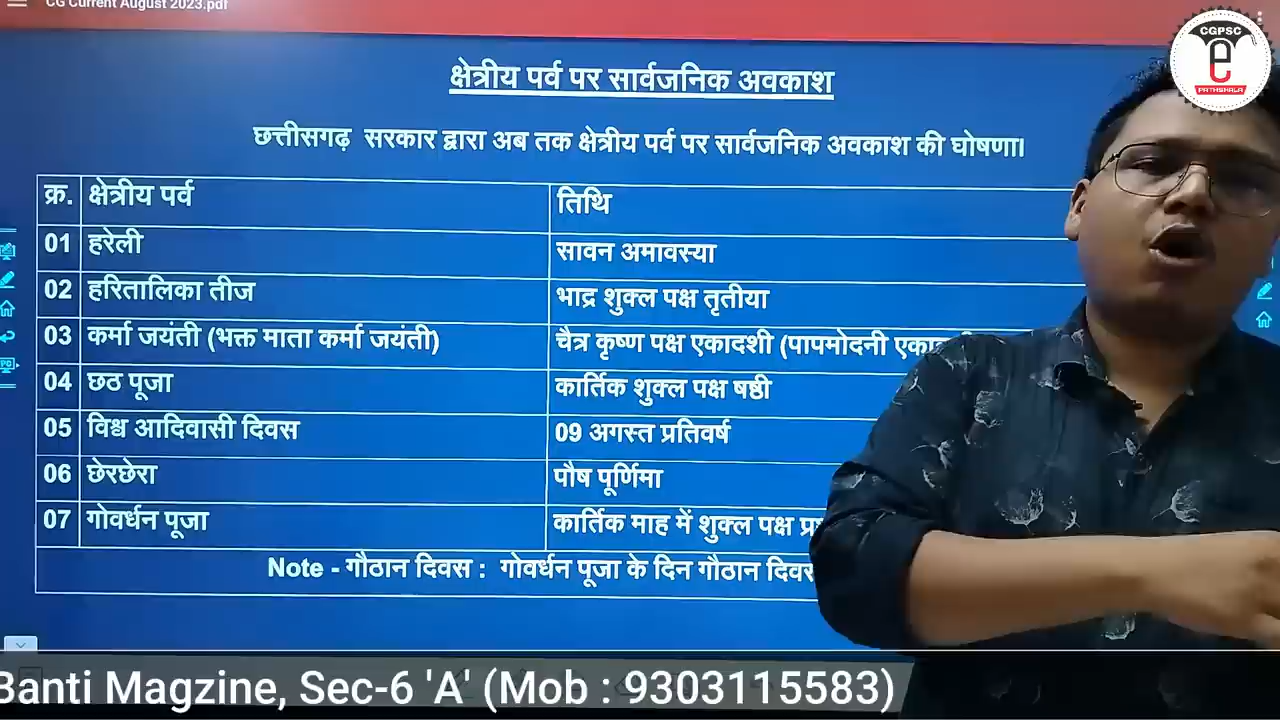 CG Current August 2023.pdf
CGPSC
e
PATHSHALA
क्षेत्रीय पर्व पर सार्वजनिक अवकाश
छत्तीसगढ़ सरकार द्वारा अब तक क्षेत्रीय पर्व पर सार्वजनिक अवकाश की घोषणा।
क्र. क्षेत्रीय पर्व तिथि
01 हरेली सावन अमावस्या
02 हरितालिका तीज भाद्र शुक्ल पक्ष तृतीया
03 कर्मा जयंती (भक्त माता कर्मा जयंती) चैत्र कृष्ण पक्ष एकादशी (पापमोदनी
04 छठ पूजा कार्तिक शुक्ल पक्ष षष्ठी
05 विश्व आदिवासी दिवस 09 अगस्त प्रतिवर्ष
06 छेरछेरा पौष पूर्णिमा
07 गोवर्धन पूजा कार्तिक माह में शुक्ल पक्ष
Note - गौठान दिवस : गोवर्धन पूजा के दिन गौठान
Banti Magzine, Sec-6 'A' (Mob : 9303115583)